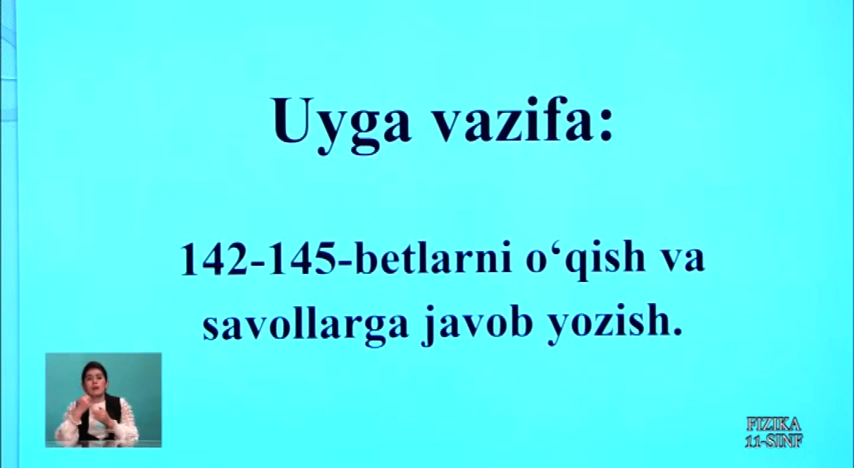 Uyga vazifa:
142-145-betlarni o‘qish va
savollarga javob yozish.
FIZIKA
11-SINF